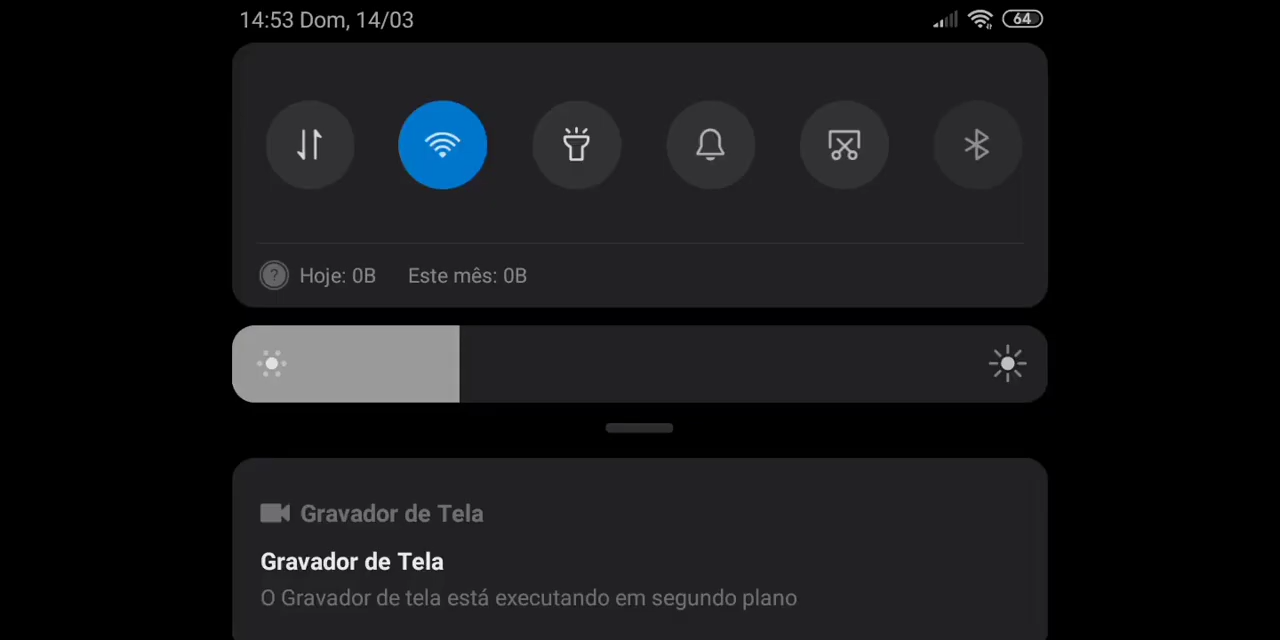 14:53 Dom, 14/03 64
? Hoje: 0B Este mês: 0B
Gravador de Tela
Gravador de Tela
O Gravador de tela está executando em segundo plano